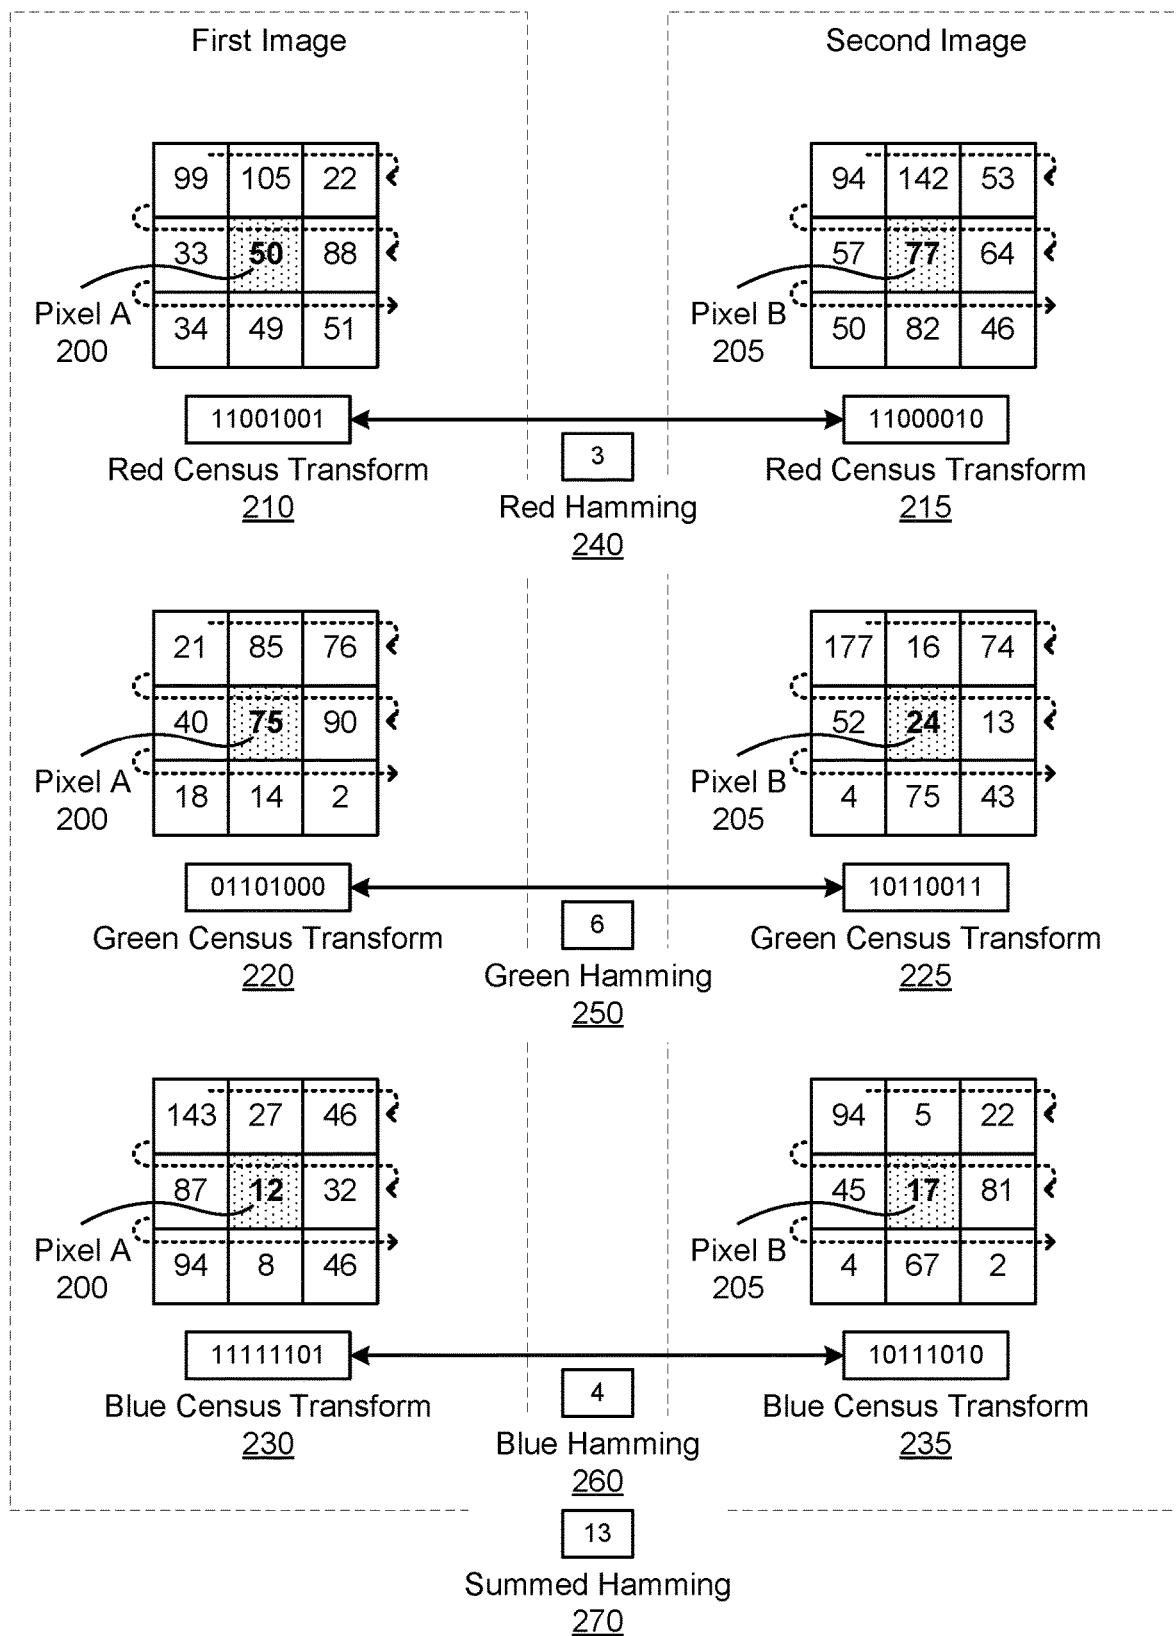 First Image
Second Image
99 105 22
94 142 53
33 50 88
57 77 64
Pixel A
200
Pixel B
205
34 49 51
50 82 46
11001001
11000010
3
Red Census Transform
210
Red Hamming
240
Red Census Transform
215
21 85 76
177 16 74
40 75 90
52 24 13
Pixel A
200
Pixel B
205
18 14 2
4 75 43
01101000
10110011
6
Green Census Transform
220
Green Hamming
250
Green Census Transform
225
143 27 46
94 5 22
87 12 32
45 17 81
Pixel A
200
Pixel B
205
94 8 46
4 67 2
11111101
10111010
4
Blue Census Transform
230
Blue Hamming
260
Blue Census Transform
235
13
Summed Hamming
270